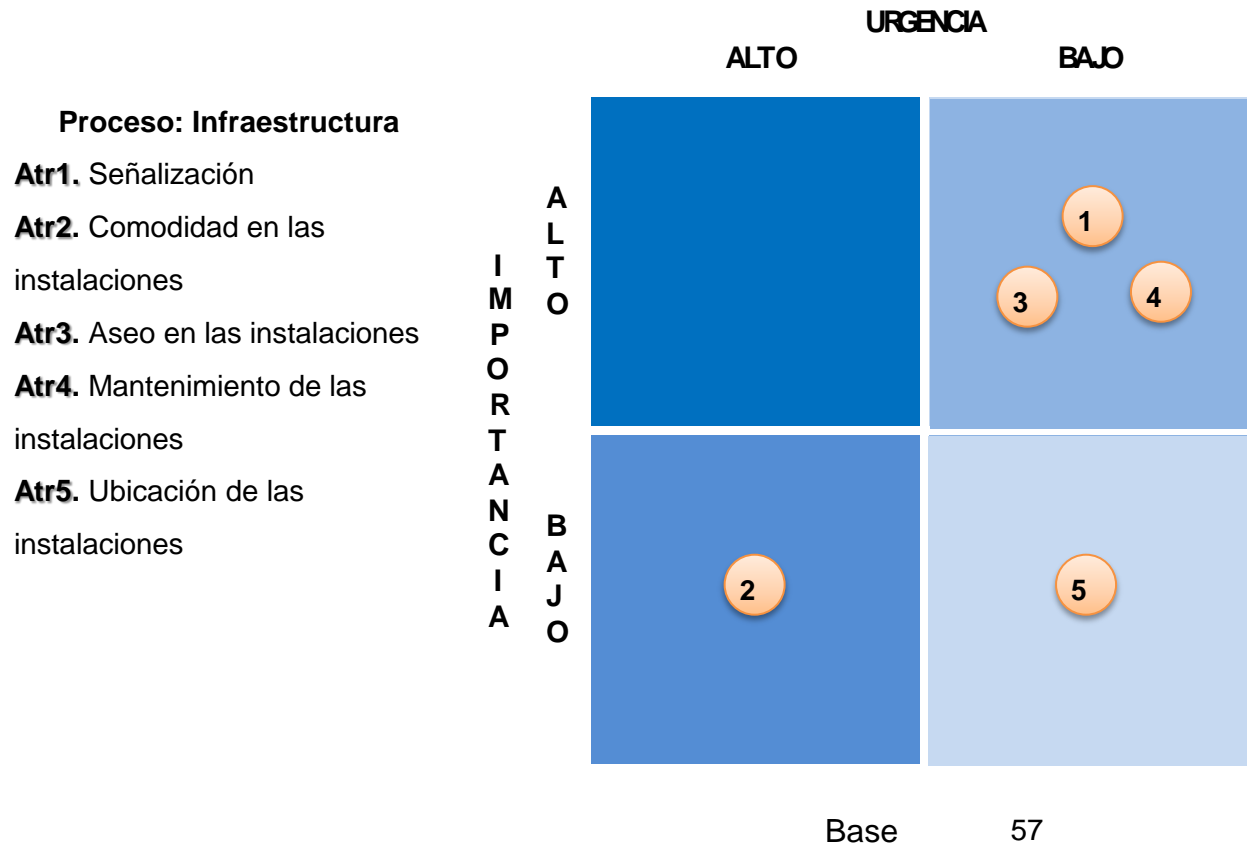 URGENCIA
ALTO BAJO
Proceso: Infraestructura
Atr1. Señalización
Atr2. Comodidad en las
instalaciones
Atr3. Aseo en las instalaciones
Atr4. Mantenimiento de las
instalaciones
Atr5. Ubicación de las
instalaciones
IMPORTANCIA
ALTO
BAJO
1
3 4
2 5
Base 57